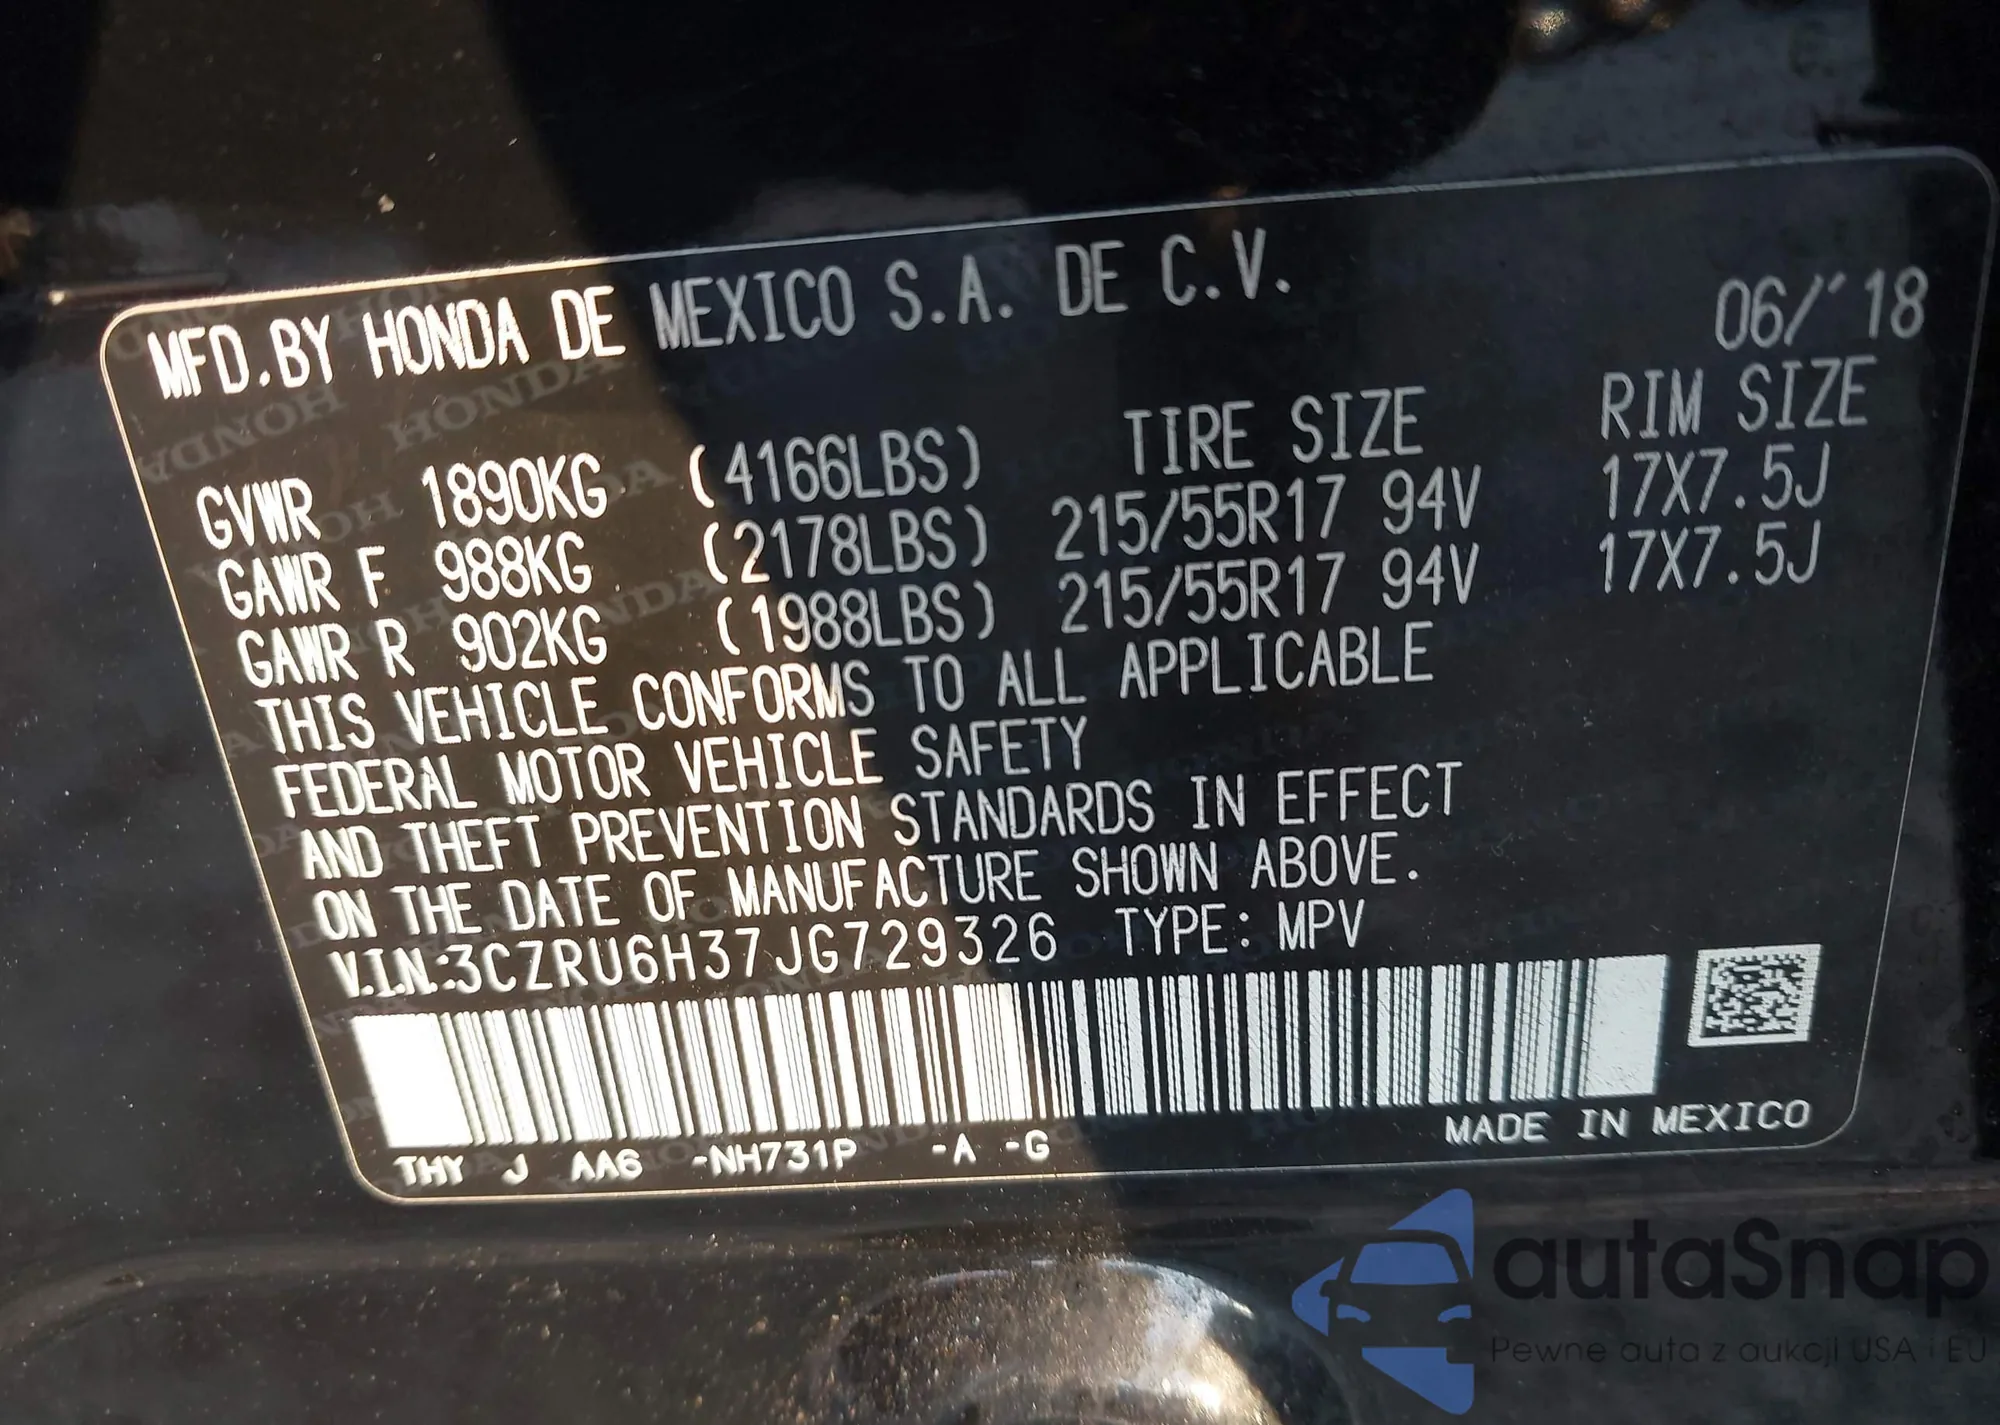 MFD.BY HONDA DE MEXICO S.A. DE C.V.
06/'18
TIRE SIZE RIM SIZE
GVWR 1890KG (4166LBS)
GAWR F 988KG (2178LBS) 215/55R17 94V 17X7.5J
GAWR R 902KG (1988LBS) 215/55R17 94V 17X7.5J
THIS VEHICLE CONFORMS TO ALL APPLICABLE
FEDERAL MOTOR VEHICLE SAFETY
AND THEFT PREVENTION STANDARDS IN EFFECT
ON THE DATE OF MANUFACTURE SHOWN ABOVE.
V.I.N.:3CZRU6H37JG729326 TYPE: MPV
THY J AA6 -NH731P -A -G
MADE IN MEXICO
autaSnap
Pewne auta z aukcji USA i EU